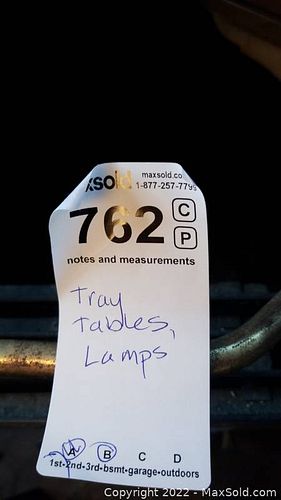 xsold
maxsold.co
1-877-257-779
762
C
P
notes and measurements
tray
tables,
Lamps
A B C D
1st-2nd-3rd-bsmt-garage-outdoors
Copyright 2022 - MaxSold.com